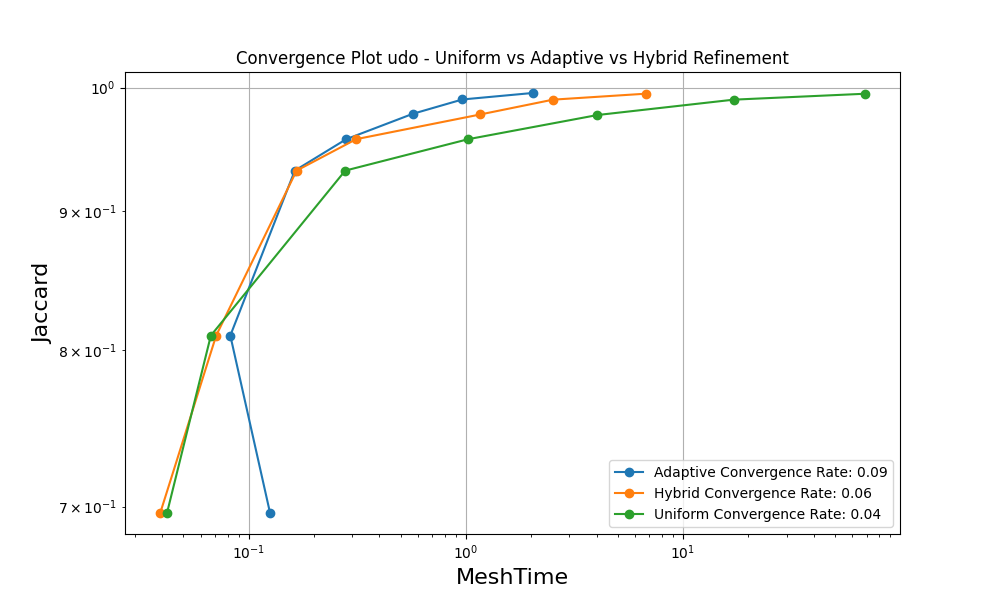 Convergence Plot udo - Uniform vs Adaptive vs Hybrid Refinement
10⁰
9 × 10⁻¹
8 × 10⁻¹
7 × 10⁻¹
Jaccard
Adaptive Convergence Rate: 0.09
Hybrid Convergence Rate: 0.06
Uniform Convergence Rate: 0.04
10⁻¹ 10⁰ 10¹
MeshTime